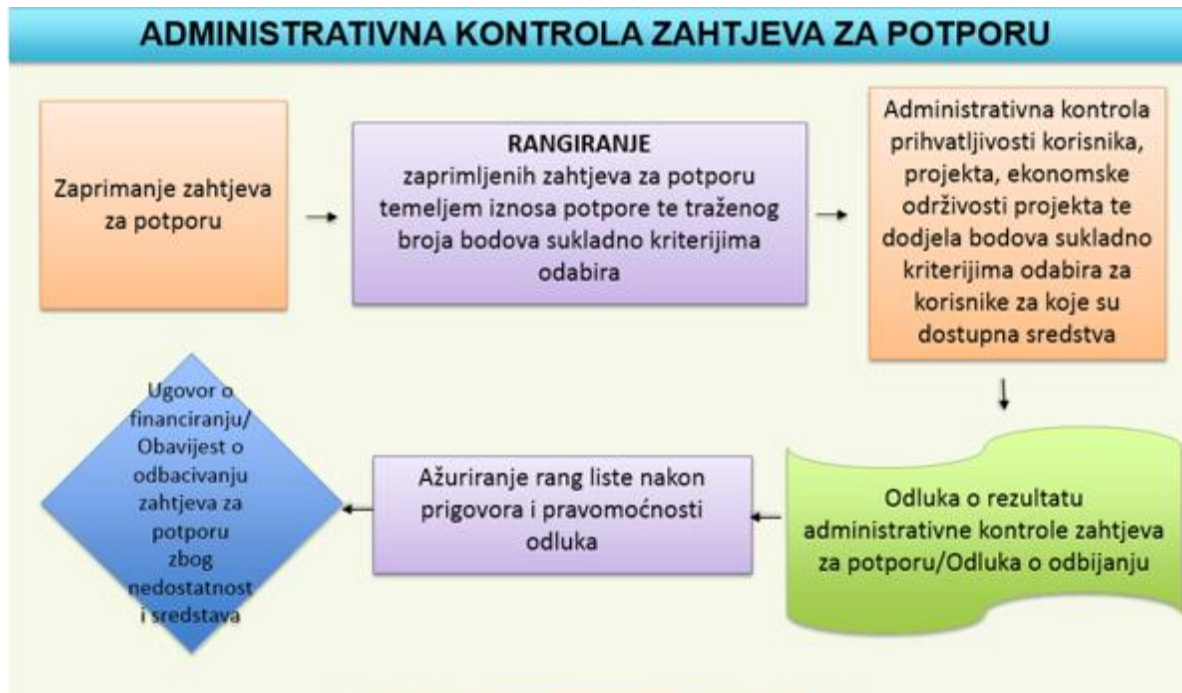 ADMINISTRATIVNA KONTROLA ZAHTJEVA ZA POTPORU
Zaprimanje zahtjeva
za potporu
RANGIRANJE
zaprimljenih zahtjeva za potporu
temeljem iznosa potpore te traženog
broja bodova sukladno kriterijima
odabira
Administrativna kontrola
prihvatljivosti korisnika,
projekta, ekonomske
održivosti projekta te
dodjela bodova sukladno
kriterijima odabira za
korisnike za koje su
dostupna sredstva
Odluka o rezultatu
administrativne kontrole zahtjeva
za potporu/Odluka o odbijanju
Ažuriranje rang liste nakon
prigovora i pravomoćnosti
odluka
Ugovor o
financiranju/
Obavijest o
odbacivanju
zahtjeva za
potporu
zbog
nedostatnost
i sredstava